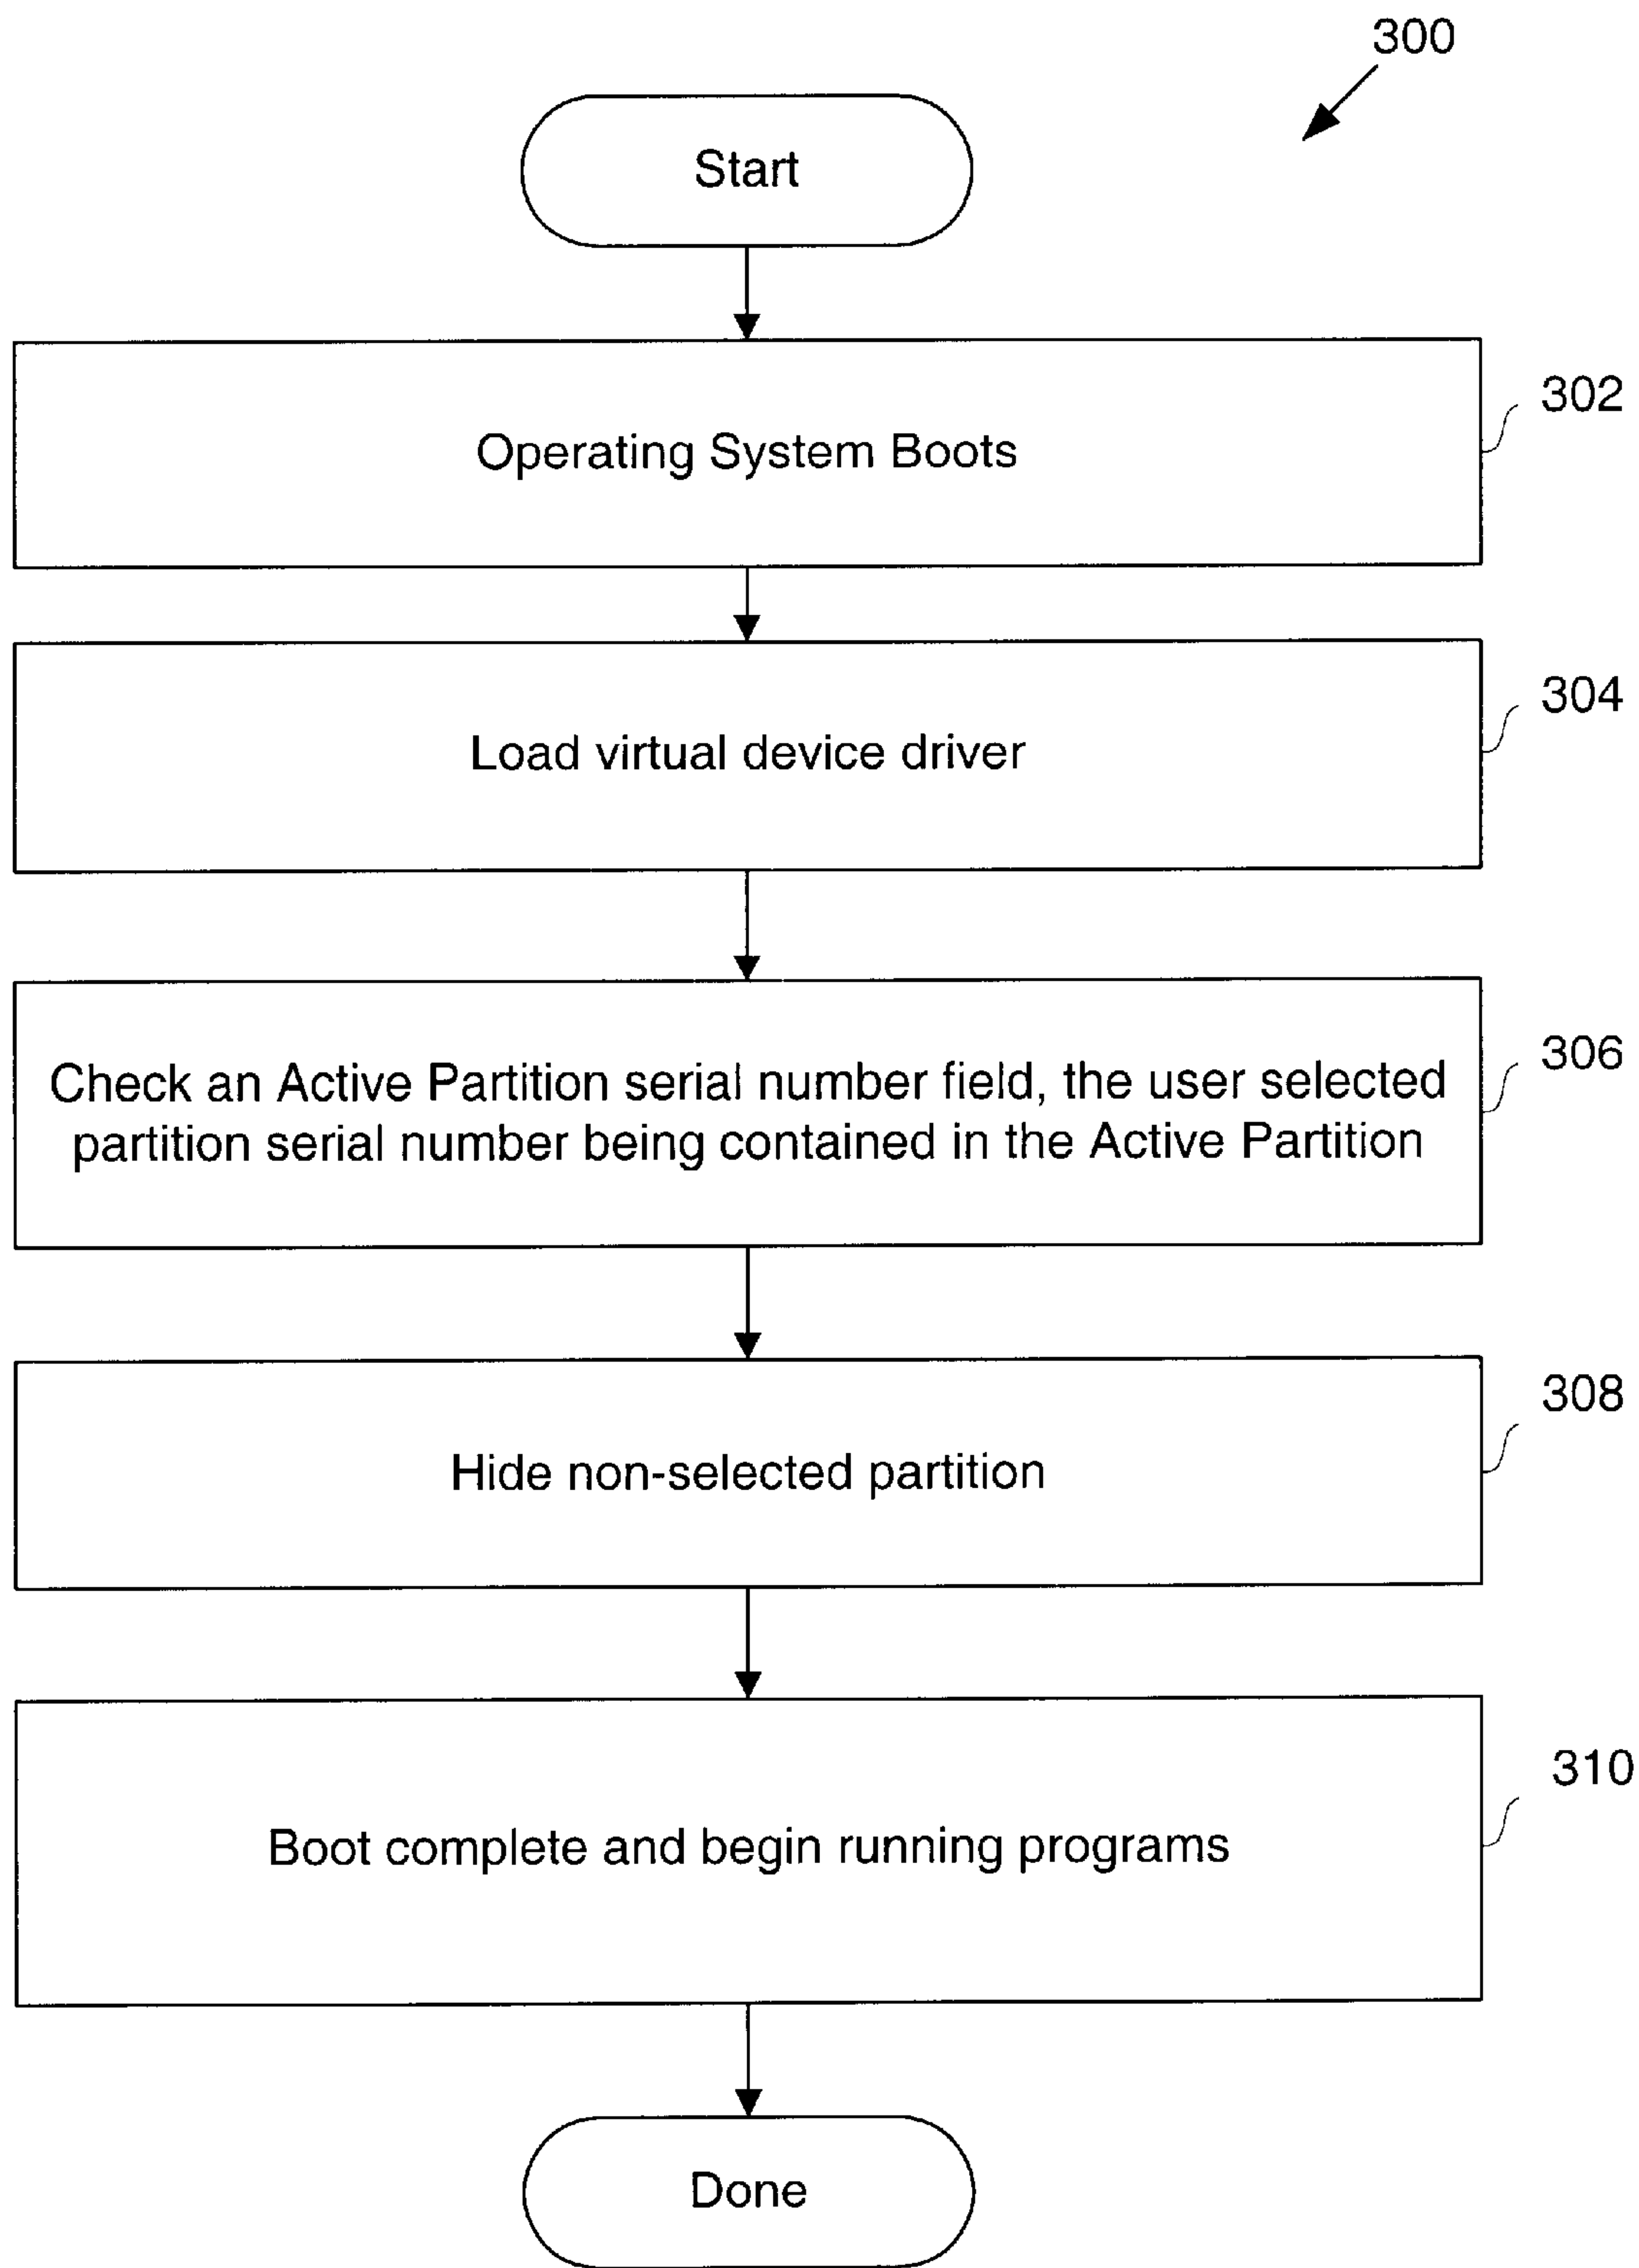 300
Start
302
Operating System Boots
304
Load virtual device driver
306
Check an Active Partition serial number field, the user selected
partition serial number being contained in the Active Partition
308
Hide non-selected partition
310
Boot complete and begin running programs
Done